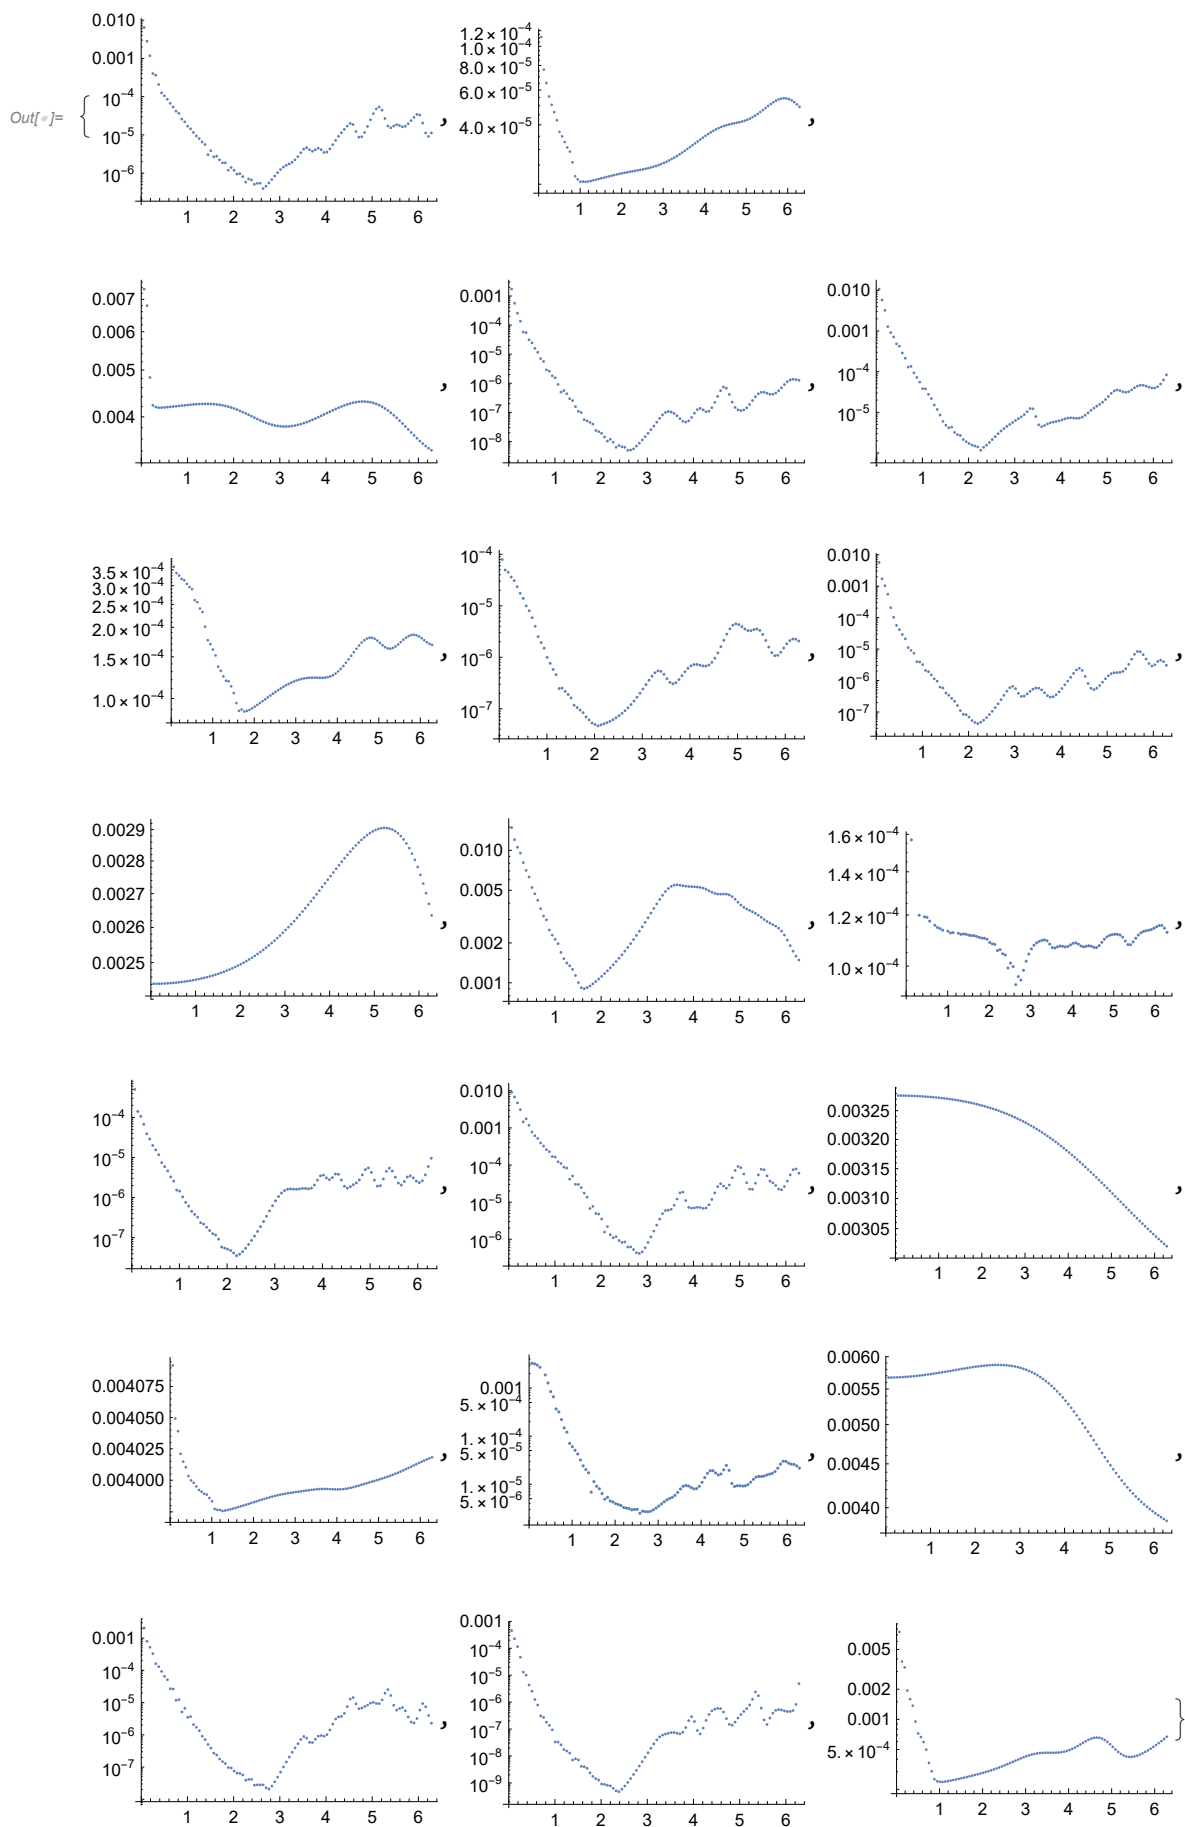 0.010
0.001
10⁻⁴
10⁻⁵
10⁻⁶
1 2 3 4 5 6
Out[•]= {
,
1.2 × 10⁻⁴
1.0 × 10⁻⁴
8.0 × 10⁻⁵
6.0 × 10⁻⁵
4.0 × 10⁻⁵
1 2 3 4 5 6
,
0.007
0.006
0.005
0.004
1 2 3 4 5 6
,
0.001
10⁻⁴
10⁻⁵
10⁻⁶
10⁻⁷
10⁻⁸
1 2 3 4 5 6
,
0.010
0.001
10⁻⁴
10⁻⁵
1 2 3 4 5 6
3.5 × 10⁻⁴
3.0 × 10⁻⁴
2.5 × 10⁻⁴
2.0 × 10⁻⁴
1.5 × 10⁻⁴
1.0 × 10⁻⁴
1 2 3 4 5 6
,
10⁻⁴
10⁻⁵
10⁻⁶
10⁻⁷
1 2 3 4 5 6
,
0.010
0.001
10⁻⁴
10⁻⁵
10⁻⁶
10⁻⁷
1 2 3 4 5 6
,
0.0029
0.0028
0.0027
0.0026
0.0025
1 2 3 4 5 6
,
0.010
0.005
0.002
0.001
1 2 3 4 5 6
,
1.6 × 10⁻⁴
1.4 × 10⁻⁴
1.2 × 10⁻⁴
1.0 × 10⁻⁴
1 2 3 4 5 6
,
10⁻⁴
10⁻⁵
10⁻⁶
10⁻⁷
1 2 3 4 5 6
,
0.010
0.001
10⁻⁴
10⁻⁵
10⁻⁶
1 2 3 4 5 6
0.00325
0.00320
0.00315
0.00310
0.00305
1 2 3 4 5 6
,
0.004075
0.004050
0.004025
0.004000
1 2 3 4 5 6
,
0.001
5. × 10⁻⁴
1. × 10⁻⁴
5. × 10⁻⁵
1. × 10⁻⁵
5. × 10⁻⁶
1 2 3 4 5 6
,
0.0060
0.0055
0.0050
0.0045
0.0040
1 2 3 4 5 6
,
0.001
10⁻⁴
10⁻⁵
10⁻⁶
10⁻⁷
1 2 3 4 5 6
,
0.001
10⁻⁴
10⁻⁵
10⁻⁶
10⁻⁷
10⁻⁸
10⁻⁹
1 2 3 4 5 6
,
0.005
0.002
0.001
5. × 10⁻⁴
1 2 3 4 5 6
}